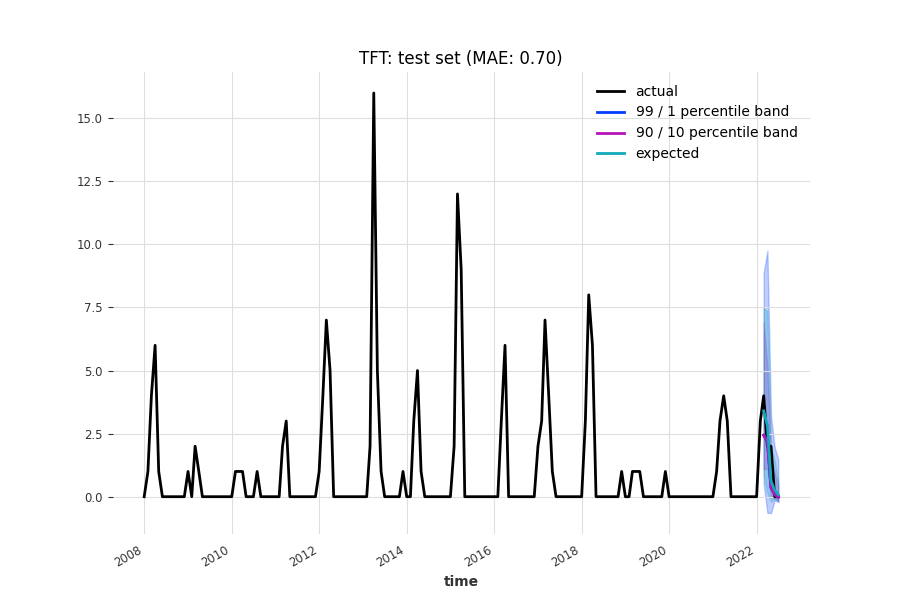 TFT: test set (MAE: 0.70)
actual
99 / 1 percentile band
90 / 10 percentile band
expected
15.0
12.5
10.0
7.5
5.0
2.5
0.0
2008
2010
2012
2014
2016
2018
2020
2022
time